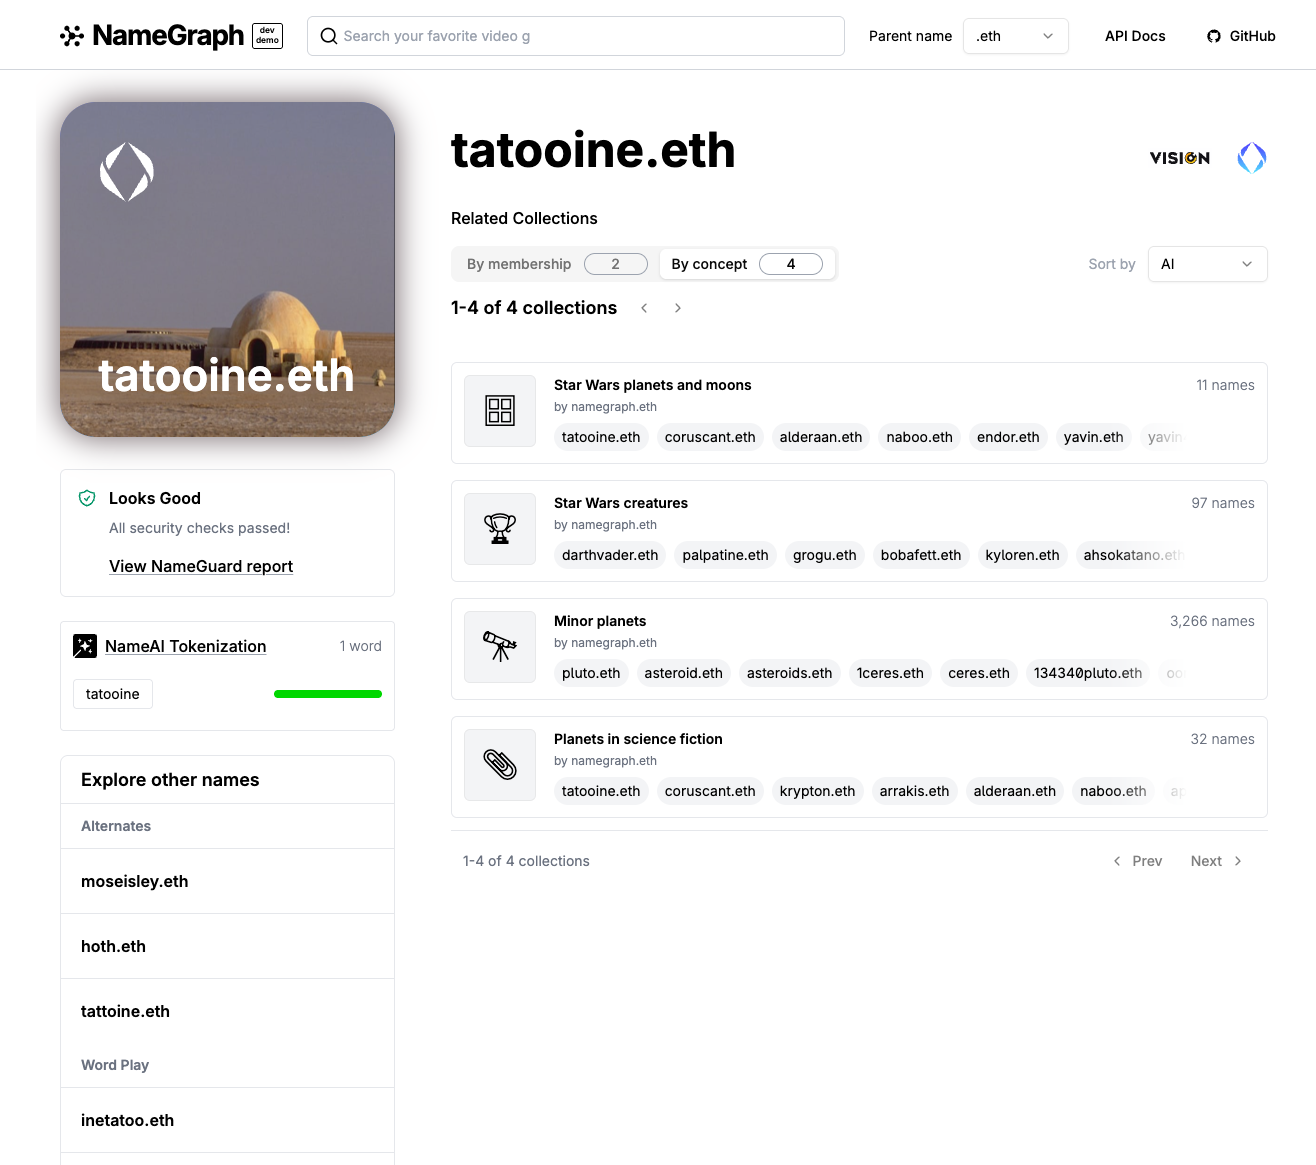 NameGraph dev demo
Search your favorite video g
Parent name .eth
API Docs
GitHub
tatooine.eth
Looks Good
All security checks passed!
View NameGuard report
NameAI Tokenization 1 word
tatooine
Explore other names
Alternates
moseisley.eth
hoth.eth
tattoine.eth
Word Play
inetatoo.eth
tatooine.eth
VISION
Related Collections
By membership 2 By concept 4
Sort by AI
1-4 of 4 collections
Star Wars planets and moons 11 names
by namegraph.eth
tatooine.eth coruscant.eth alderaan.eth naboo.eth endor.eth yavin.eth yavin
Star Wars creatures 97 names
by namegraph.eth
darthvader.eth palpatine.eth grogu.eth bobafett.eth kyloren.eth ahsokatano.eth
Minor planets 3,266 names
by namegraph.eth
pluto.eth asteroid.eth asteroids.eth 1ceres.eth ceres.eth 134340pluto.eth
Planets in science fiction 32 names
by namegraph.eth
tatooine.eth coruscant.eth krypton.eth arrakis.eth alderaan.eth naboo.eth
1-4 of 4 collections
Prev Next